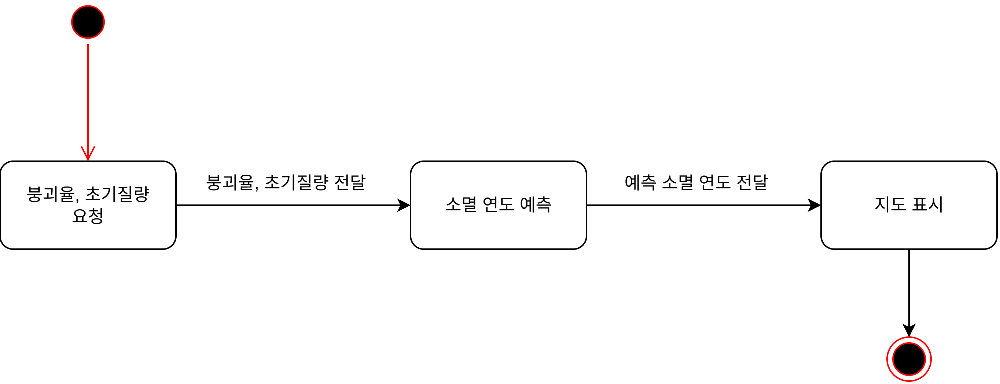 붕괴율, 초기질량
요청
붕괴율, 초기질량 전달
소멸 연도 예측
예측 소멸 연도 전달
지도 표시